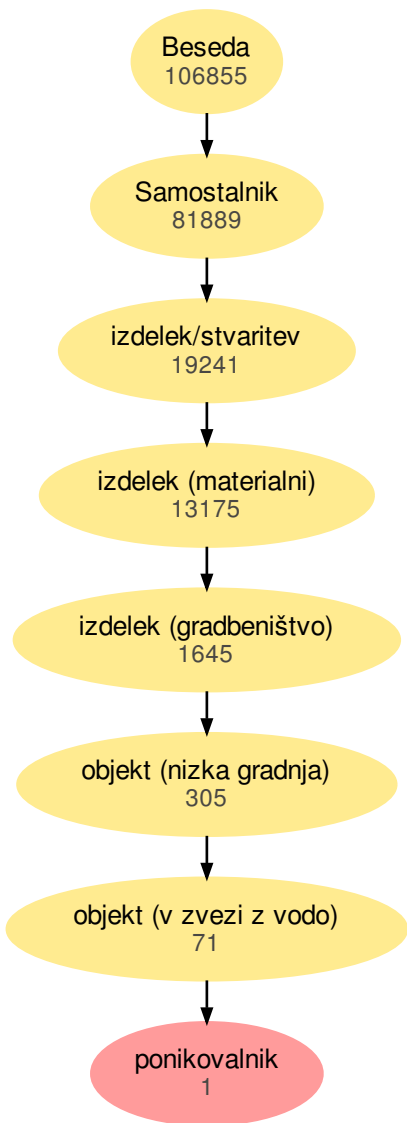 Beseda
106855
Samostalnik
81889
izdelek/stvaritev
19241
izdelek (materialni)
13175
izdelek (gradbeništvo)
1645
objekt (nizka gradnja)
305
objekt (v zvezi z vodo)
71
ponikovalnik
1